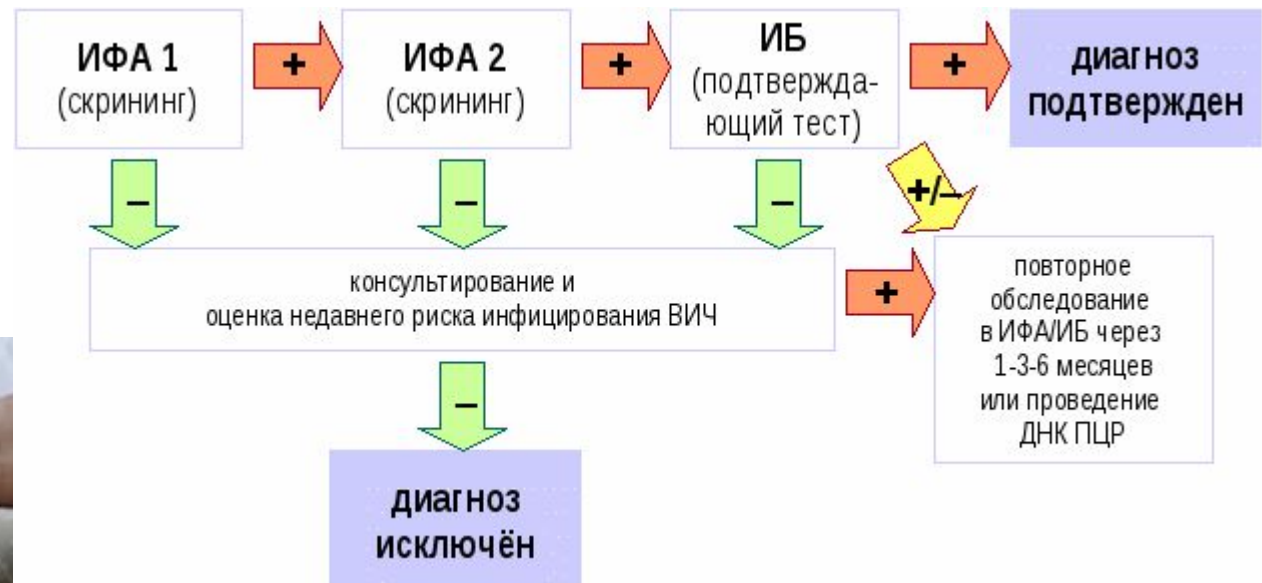 ИФА 1
(скрининг)
+
ИФА 2
(скрининг)
+
ИБ
(подтвержда-
ющий тест)
+
диагноз
подтвержден
–
–
–
+/–
консультирование и
оценка недавнего риска инфицирования ВИЧ
+
повторное
обследование
в ИФА/ИБ через
1-3-6 месяцев
или проведение
ДНК ПЦР
–
диагноз
исключён